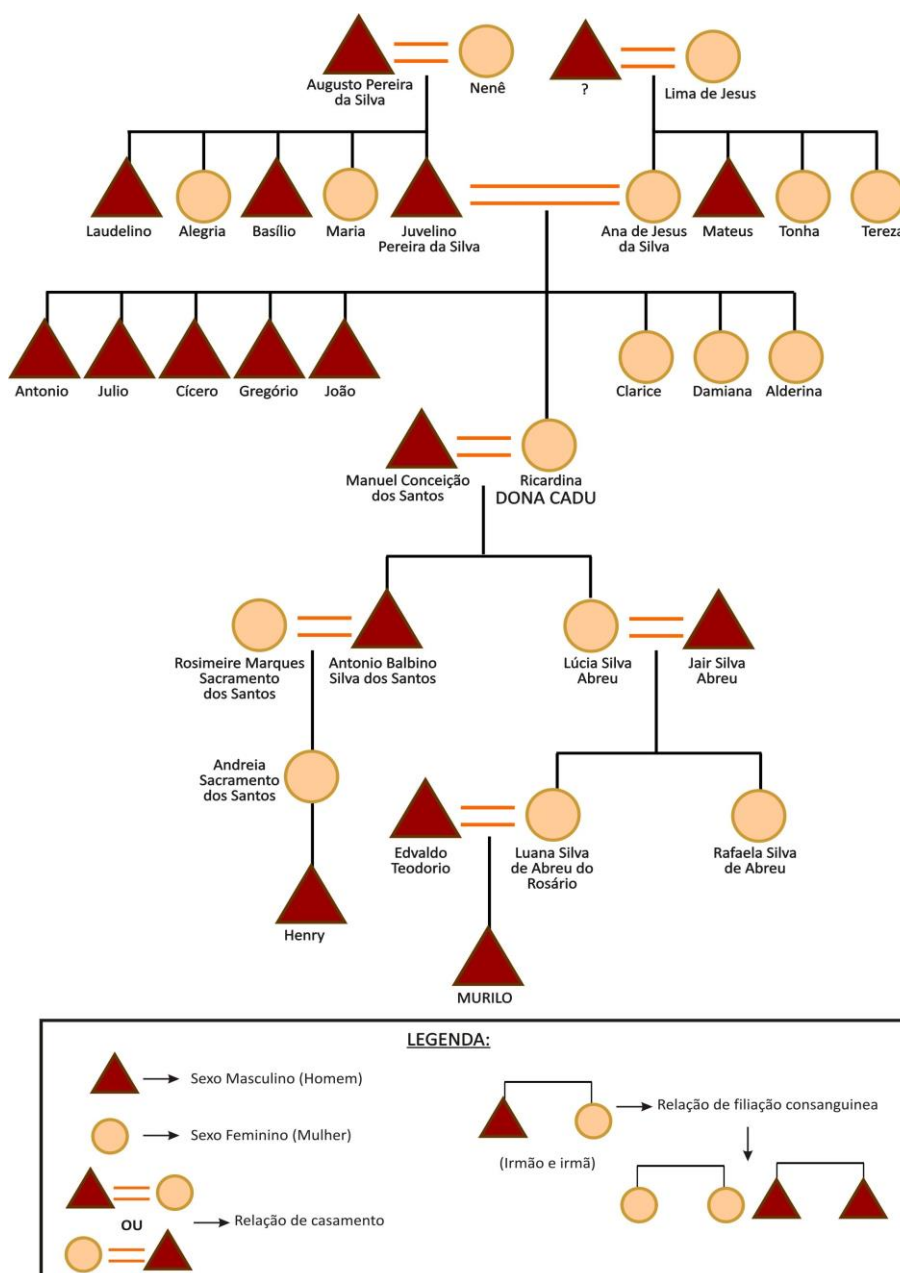 Augusto Pereira
da Silva
Nenê
?
Lima de Jesus
Laudelino
Alegria
Basílio
Maria
Juvelino
Pereira da Silva
Ana de Jesus
da Silva
Mateus
Tonha
Tereza
Antonio
Julio
Cícero
Gregório
João
Clarice
Damiana
Alderina
Manuel Conceição
dos Santos
Ricardina
DONA CADU
Rosimeire Marques
Sacramento
dos Santos
Antonio Balbino
Silva dos Santos
Lúcia Silva
Abreu
Jair Silva
Abreu
Andreia
Sacramento
dos Santos
Edvaldo
Teodorio
Luana Silva
de Abreu do
Rosário
Rafaela Silva
de Abreu
Henry
MURILO
LEGENDA:
Sexo Masculino (Homem)
Sexo Feminino (Mulher)
OU
Relação de casamento
Relação de filiação consanguinea
(Irmão e irmã)